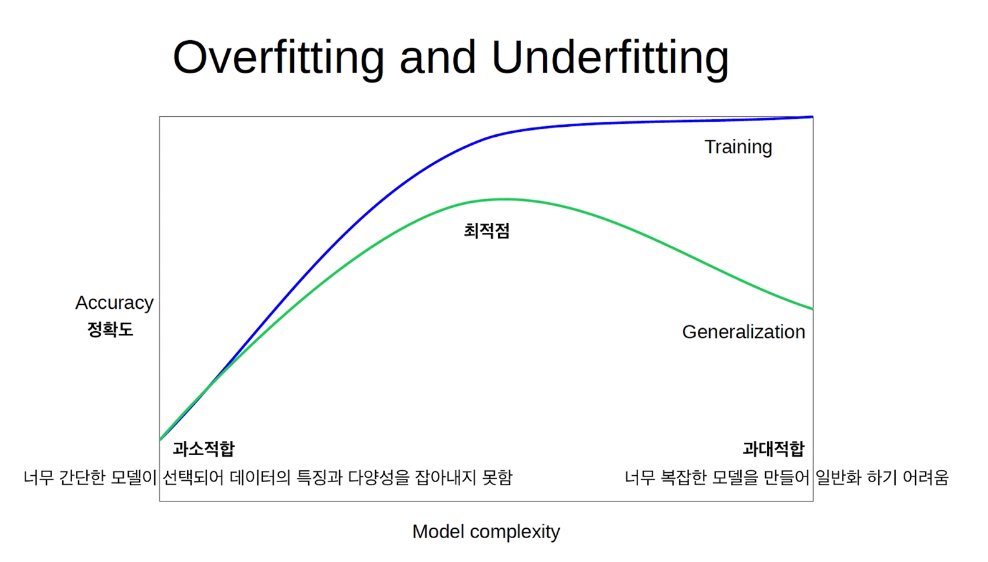 Overfitting and Underfitting
Training
최적점
Accuracy
정확도
Generalization
과소적합
너무 간단한 모델이 선택되어 데이터의 특징과 다양성을 잡아내지 못함
과대적합
너무 복잡한 모델을 만들어 일반화 하기 어려움
Model complexity